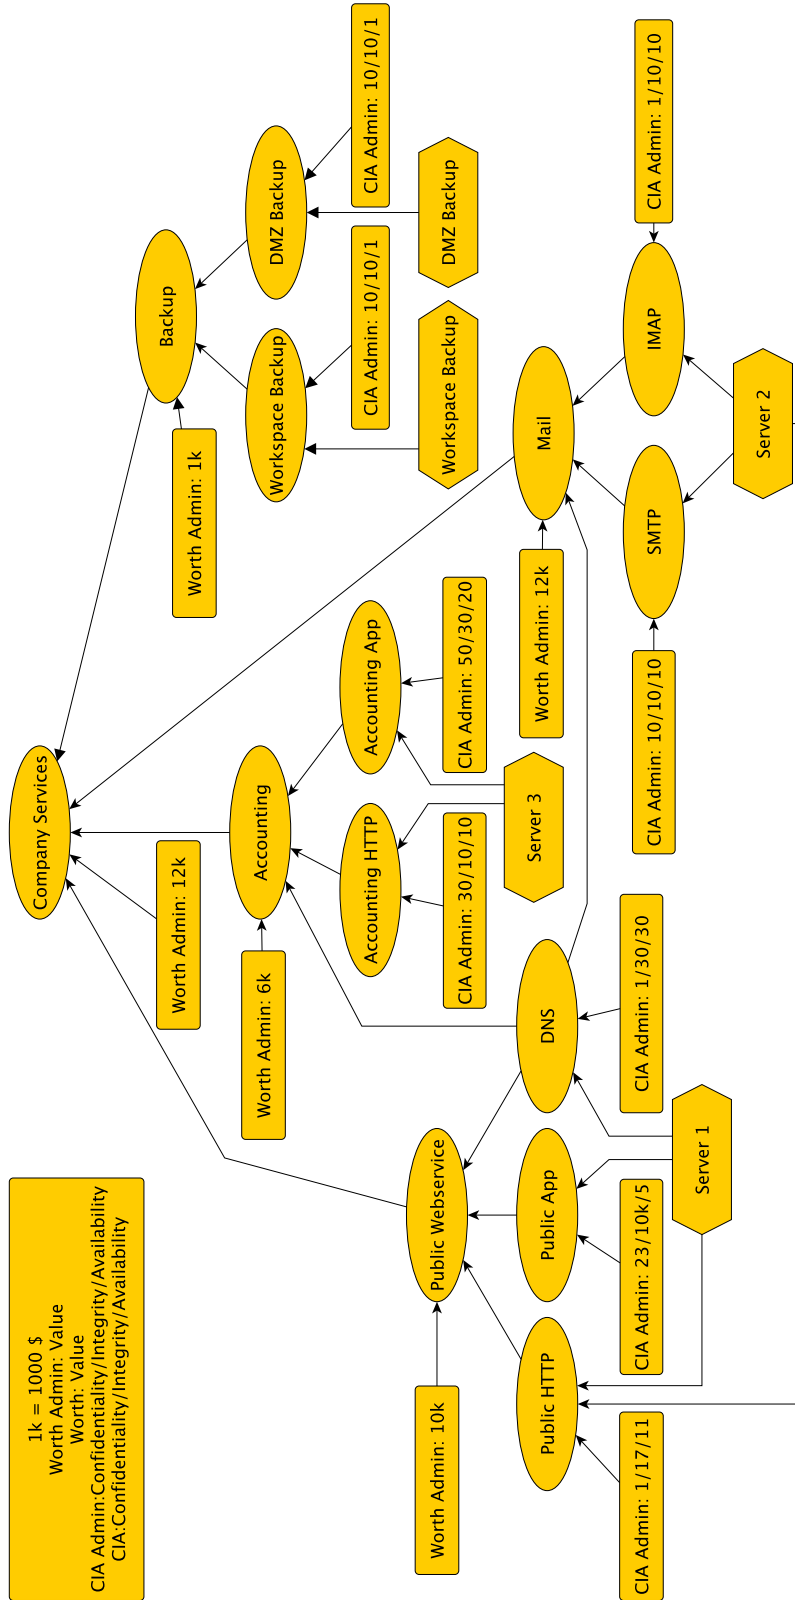 1k = 1000 $
Worth Admin: Value
Worth: Value
CIA Admin:Confidentiality/Integrity/Availability
CIA:Confidentiality/Integrity/Availability
Company Services
Worth Admin: 12k
Backup
Worth Admin: 1k
Accounting
Worth Admin: 6k
Workspace Backup
DMZ Backup
Accounting HTTP
Accounting App
CIA Admin: 10/10/1
CIA Admin: 10/10/1
Public Webservice
Worth Admin: 10k
CIA Admin: 30/10/10
CIA Admin: 50/30/20
Workspace Backup
DMZ Backup
Public HTTP
Public App
DNS
Server 3
Worth Admin: 12k
Mail
CIA Admin: 1/17/11
CIA Admin: 23/10k/5
CIA Admin: 1/30/30
CIA Admin: 10/10/10
SMTP
IMAP
CIA Admin: 1/10/10
Server 1
Server 2